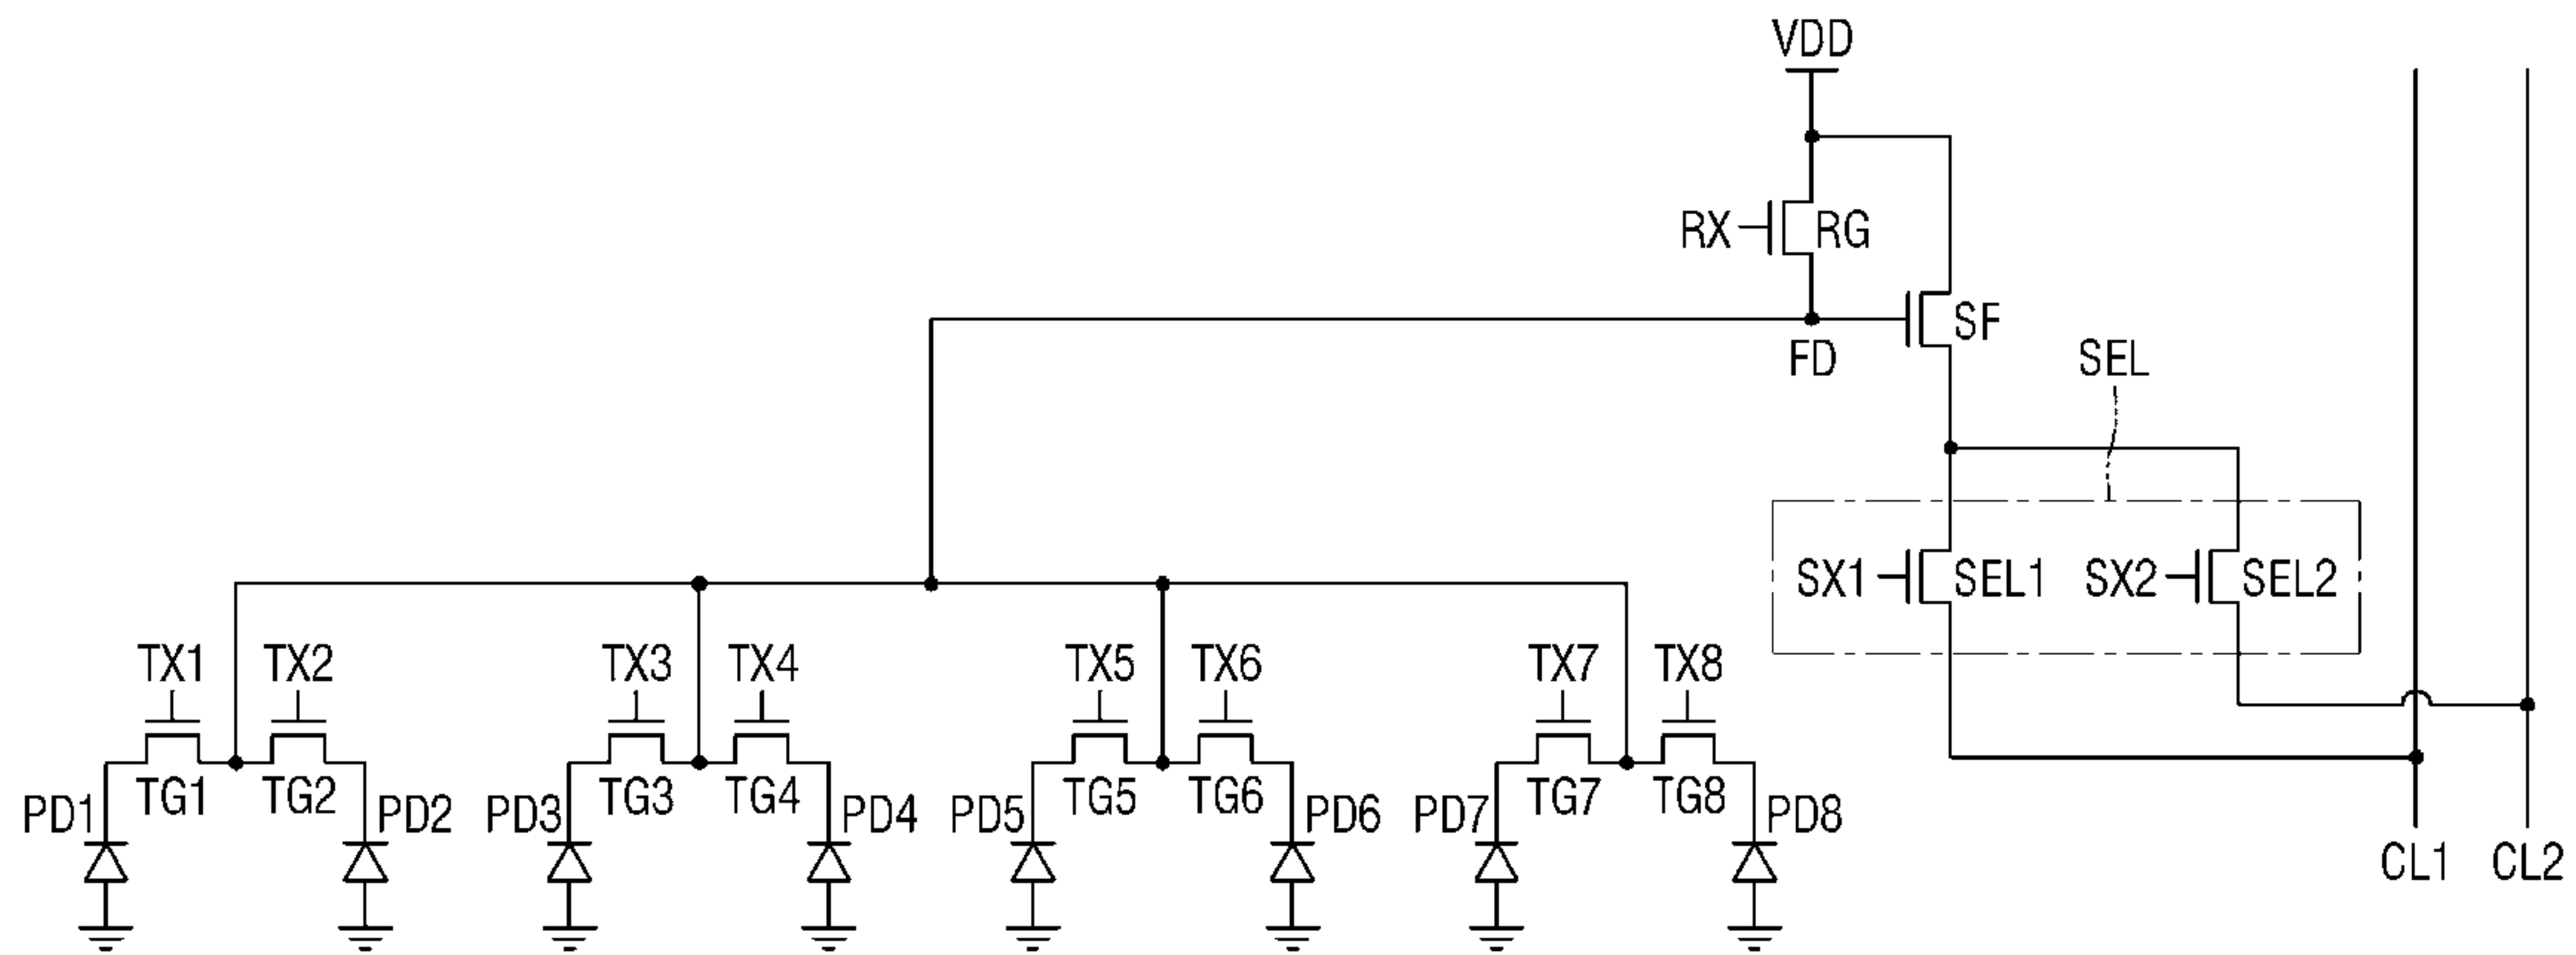 VDD
RX RG
SF
FD
SEL
SX1 SEL1 SX2 SEL2
TX1 TX2 TX3 TX4 TX5 TX6 TX7 TX8
TG1 TG2 TG3 TG4 TG5 TG6 TG7 TG8
PD1 PD2 PD3 PD4 PD5 PD6 PD7 PD8
CL1 CL2